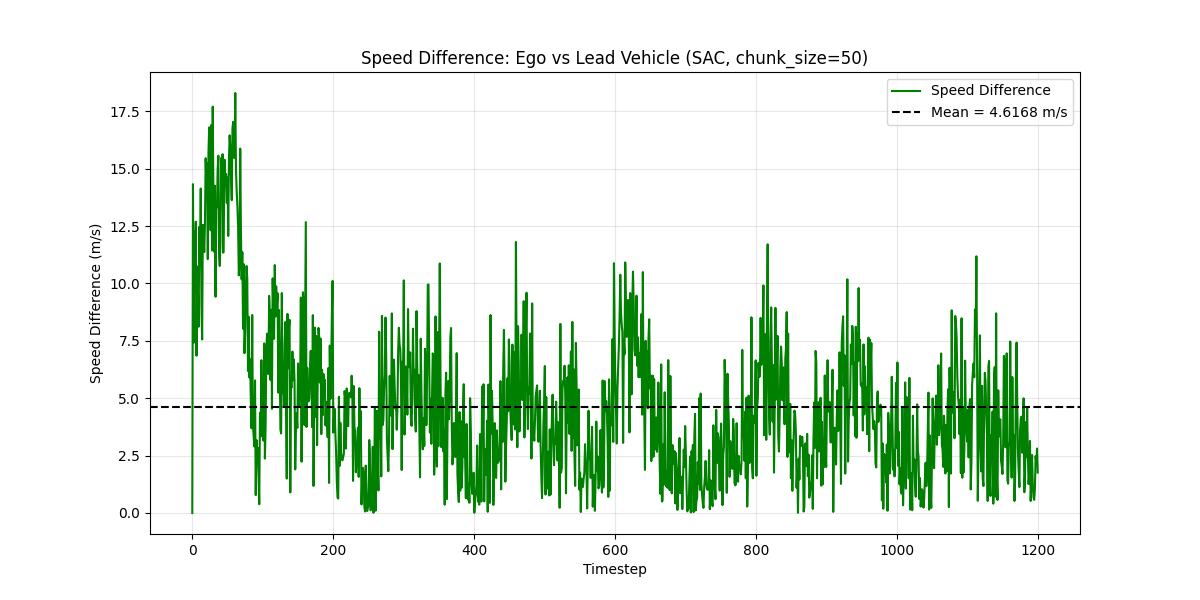 Speed Difference: Ego vs Lead Vehicle (SAC, chunk_size=50)
Speed Difference
Mean = 4.6168 m/s
Speed Difference (m/s)
17.5
15.0
12.5
10.0
7.5
5.0
2.5
0.0
0 200 400 600 800 1000 1200
Timestep